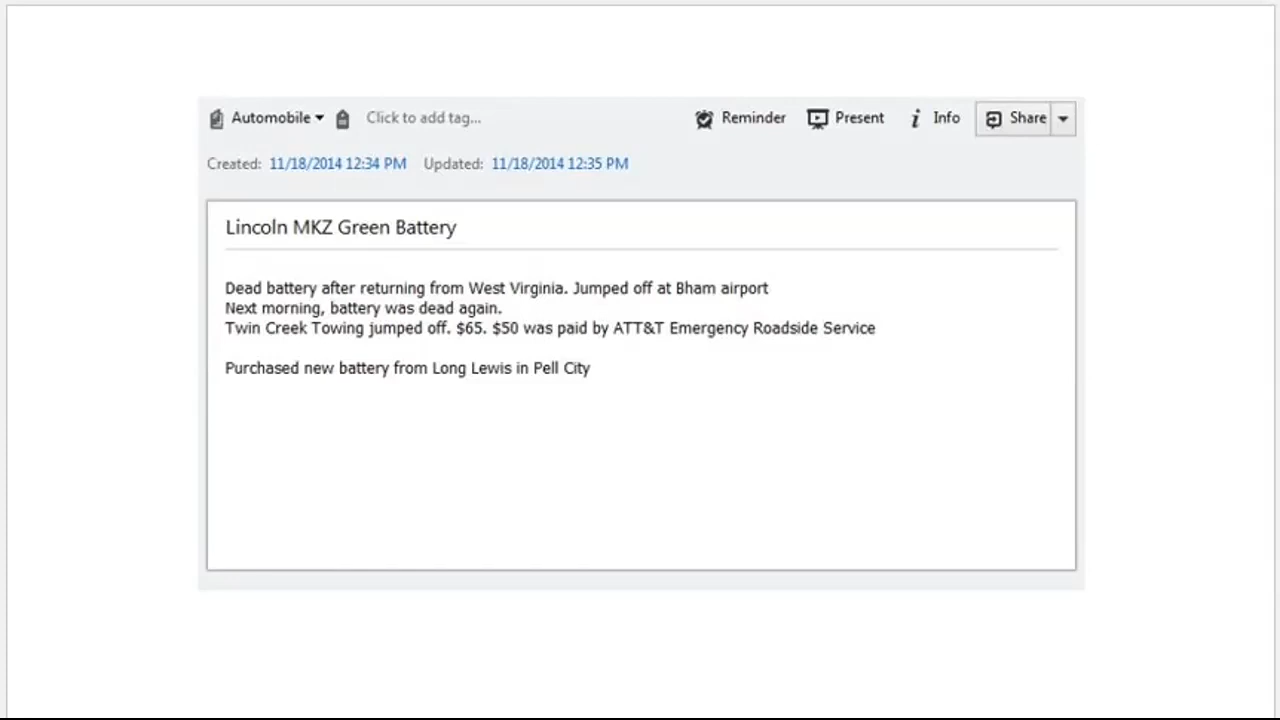 Automobile Click to add tag... Reminder Present Info Share
Created: 11/18/2014 12:34 PM Updated: 11/18/2014 12:35 PM
Lincoln MKZ Green Battery
Dead battery after returning from West Virginia. Jumped off at Bham airport
Next morning, battery was dead again.
Twin Creek Towing jumped off. $65. $50 was paid by ATT&T Emergency Roadside Service
Purchased new battery from Long Lewis in Pell City